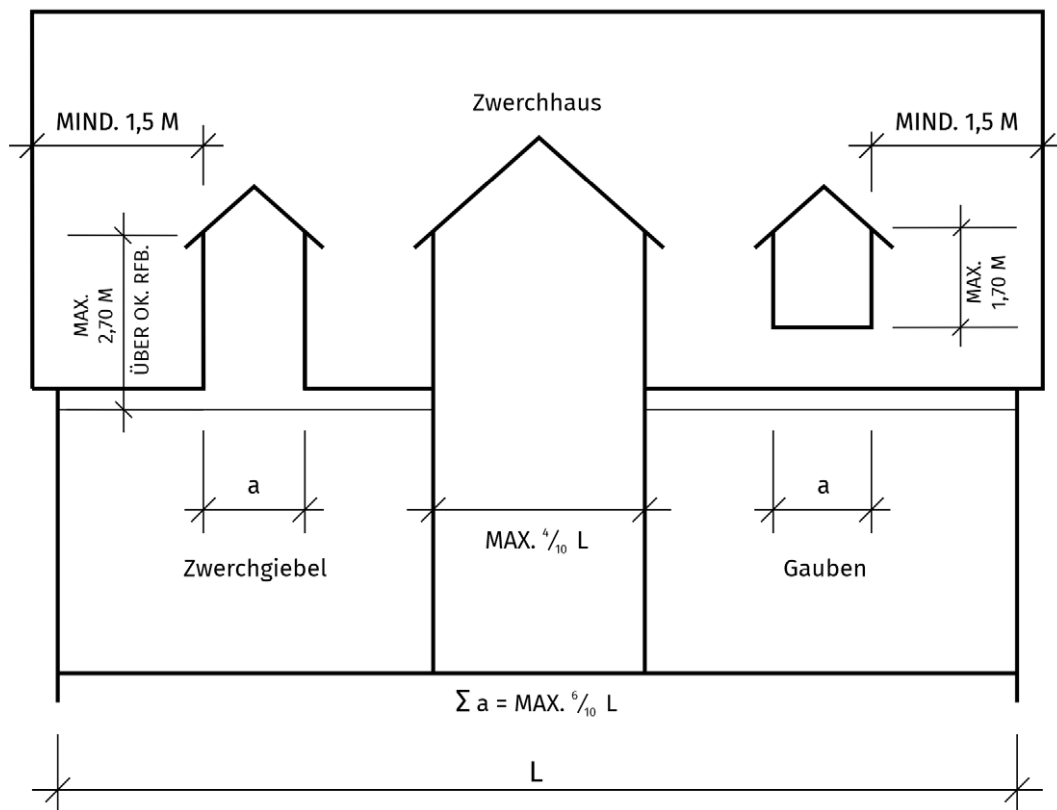 Zwerchhaus
MIND. 1,5 M
MIND. 1,5 M
MAX.
2,70 M
ÜBER OK. RFB.
MAX.
1,70 M
a
a
MAX. ⁴⁄₁₀ L
Zwerchgiebel
Gauben
Σ a = MAX. ⁶⁄₁₀ L
L